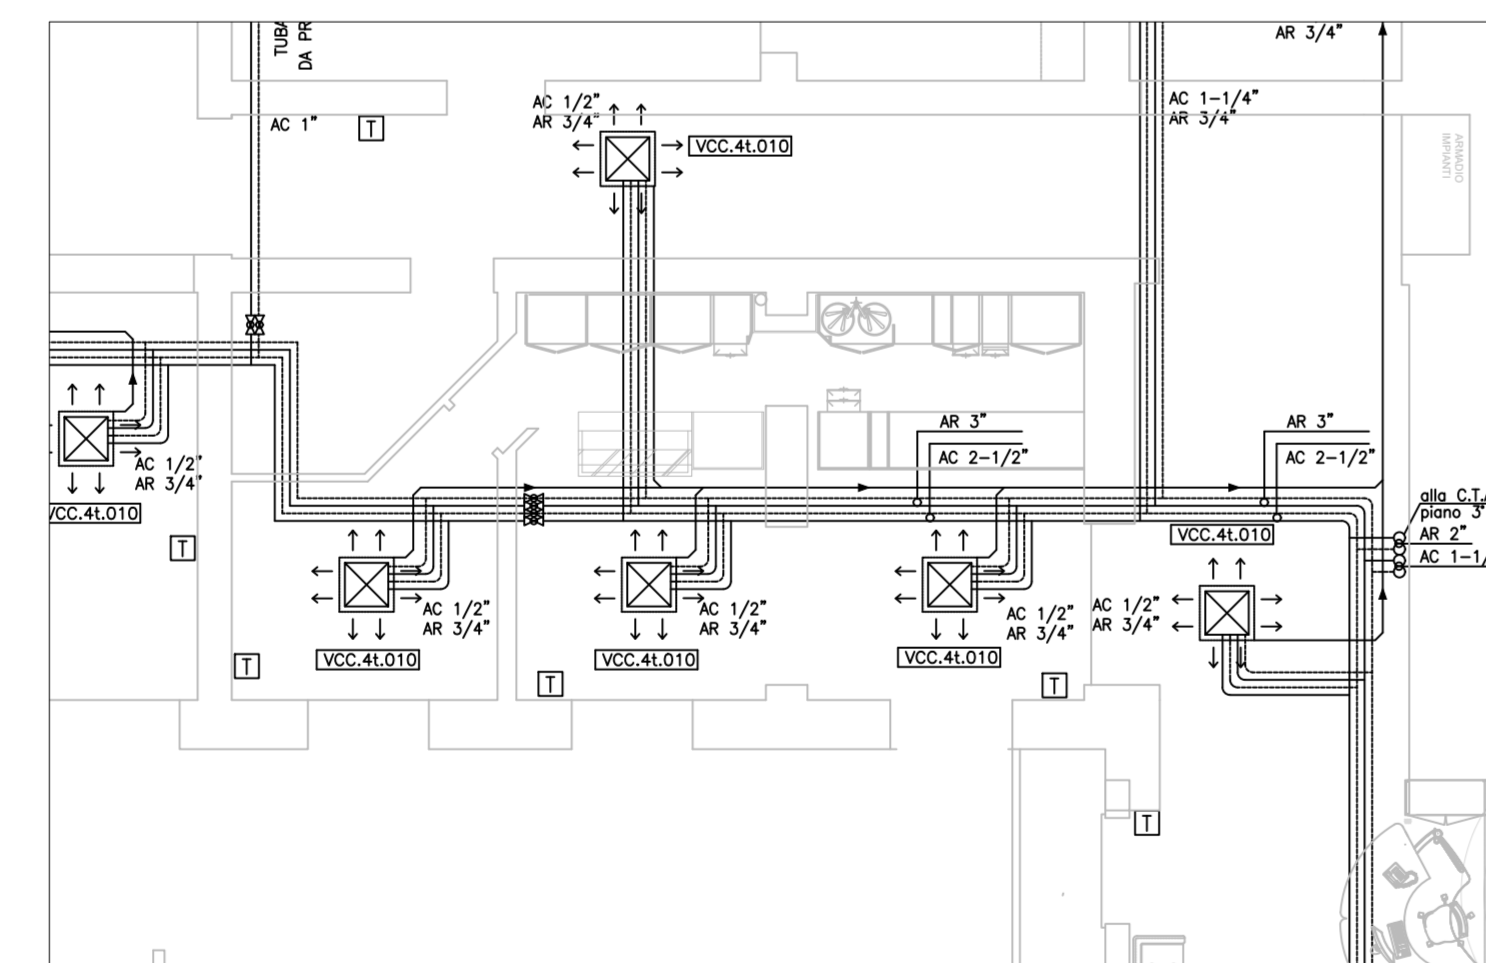 TUBA
DA PR
AR 3/4"
AC 1"
T
AC 1/2"
AR 3/4"
VCC.4t.010
AC 1-1/4"
AR 3/4"
ARMADIO
IMPIANTI
AC 1/2"
AR 3/4"
VCC.4t.010
T
AR 3"
AC 2-1/2"
AR 3"
AC 2-1/2"
alla C.T.A
piano 3°
AR 2"
AC 1-1/
VCC.4t.010
AC 1/2"
AR 3/4"
AC 1/2"
AR 3/4"
AC 1/2"
AR 3/4"
AC 1/2"
AR 3/4"
VCC.4t.010
VCC.4t.010
VCC.4t.010
T
T
T
T